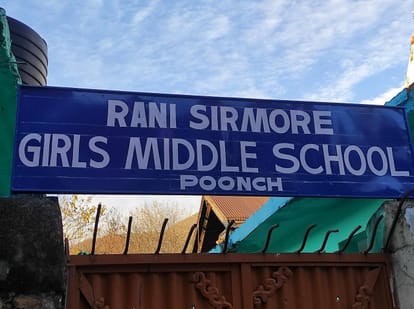 RANI SIRMORE
GIRLS MIDDLE SCHOOL
POONCH